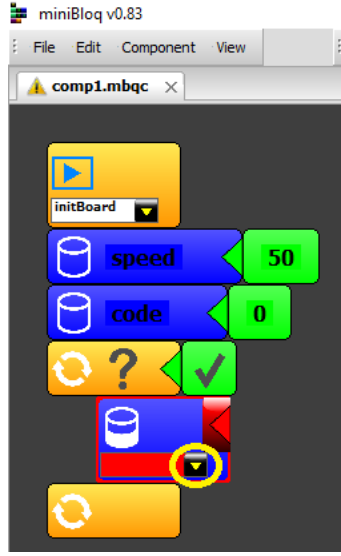 miniBloq v0.83
File Edit Component View
comp1.mbqc
initBoard
speed 50
code 0
?